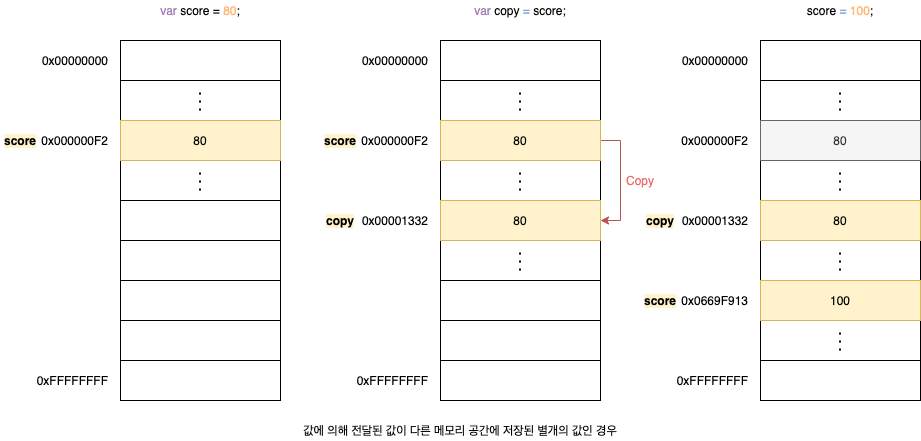 var score = 80;
var copy = score;
score = 100;
0x00000000
score 0x000000F2
80
0xFFFFFFFF
0x00000000
score 0x000000F2
80
Copy
copy 0x00001332
80
0xFFFFFFFF
0x00000000
0x000000F2
80
copy 0x00001332
80
score 0x0669F913
100
0xFFFFFFFF
값에 의해 전달된 값이 다른 메모리 공간에 저장된 별개의 값인 경우